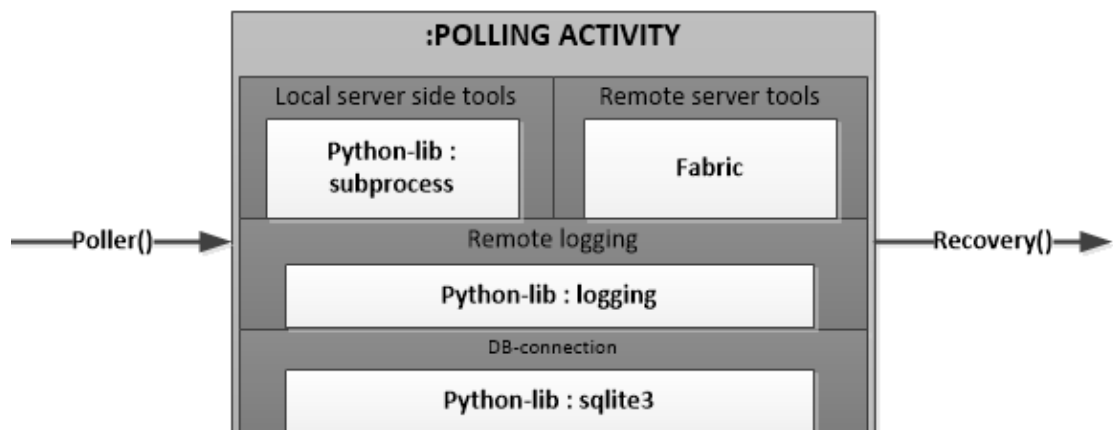 :POLLING ACTIVITY
Local server side tools
Remote server tools
Python-lib :
subprocess
Fabric
Poller()
Remote logging
Recovery()
Python-lib : logging
DB-connection
Python-lib : sqlite3